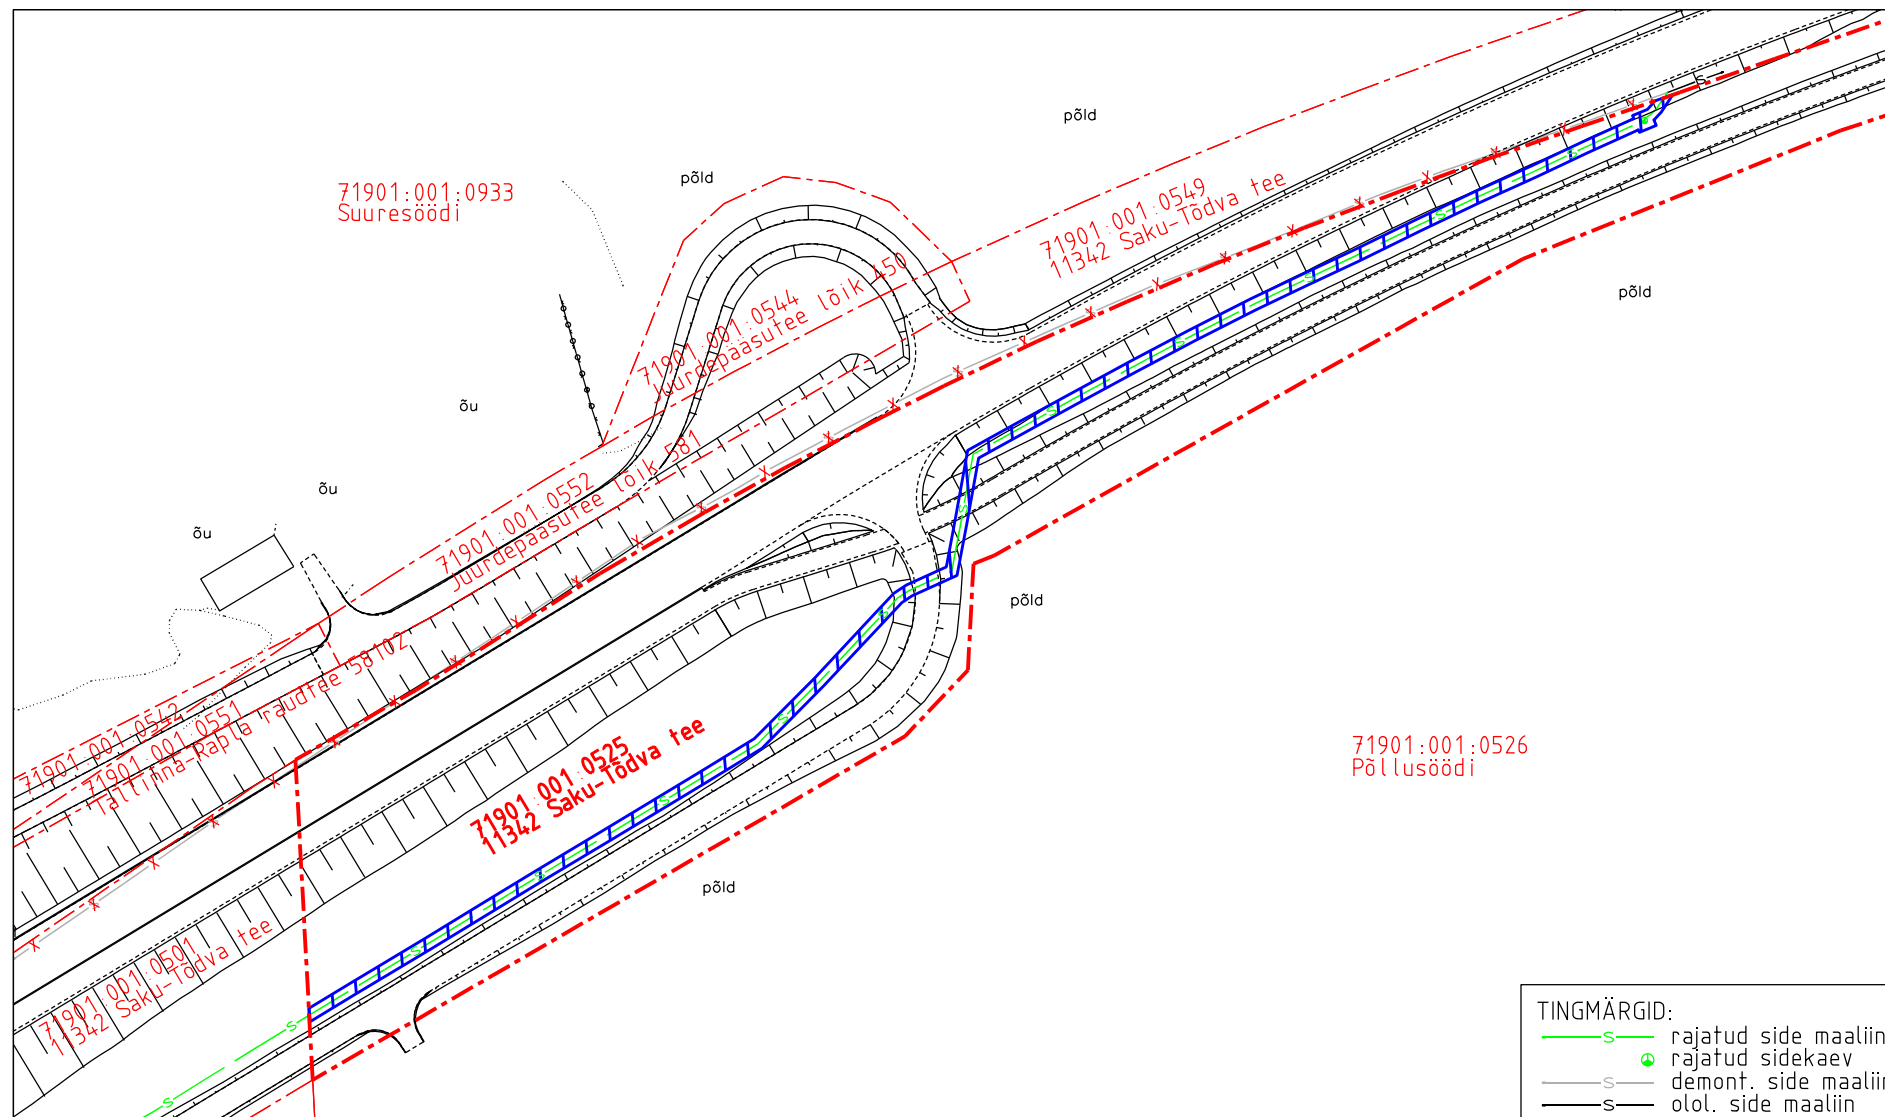 põld
põld
71901:001:0933
Suuresöödi
71901:001:0549
11342 Saku-Tõdva tee
põld
71901:001:0544
Juurdepääsutee lõik 450
õu
71901:001:0552
Juurdepääsutee lõik 581
õu
õu
põld
71901:001:0542
71901:001:0551
Tallinna-Rapla raudtee 58102
71901:001:0525
11342 Saku-Tõdva tee
71901:001:0526
Põllusöödi
põld
71901:001:0501
11342 Saku-Tõdva tee
TINGMÄRGID:
S rajatud side maaliin
rajatud sidekaev
S demont. side maaliin
S olol. side maaliin